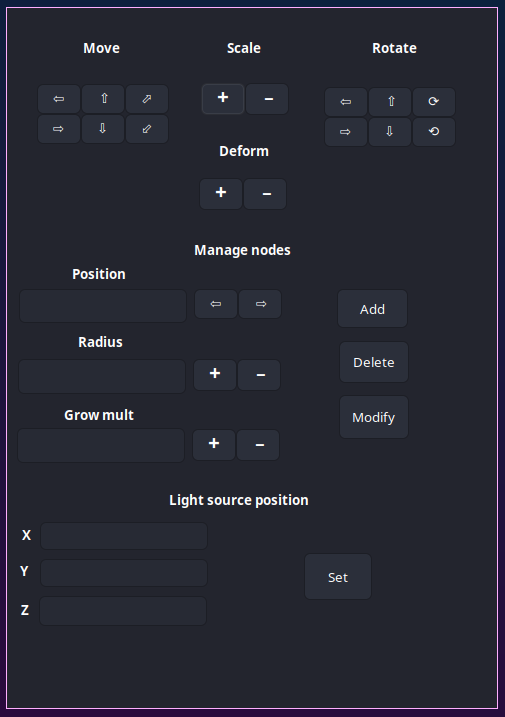 Move Scale Rotate
⇦ ⇧ ⬀ + − ⇦ ⇧ ⟳
⇨ ⇩ ⬃ ⇨ ⇩ ⟲
Deform
+ −
Manage nodes
Position
⇦ ⇨ Add
Radius
Delete
+ −
Grow mult
Modify
+ −
Light source position
X
Y
Set
Z